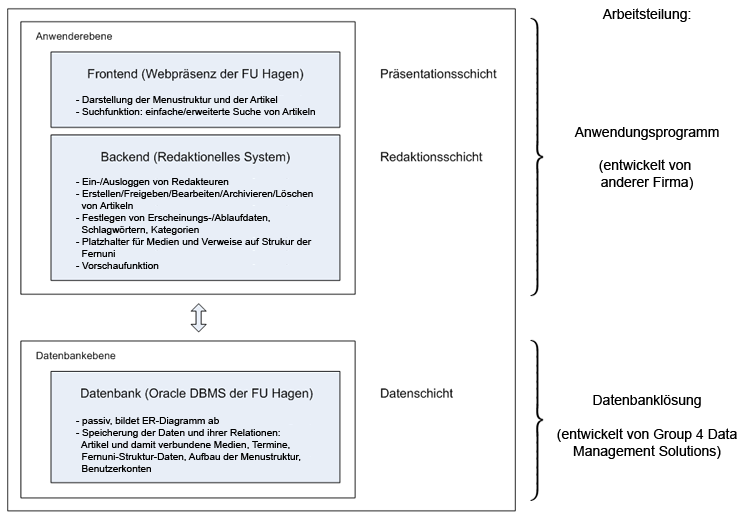 Arbeitsteilung:
Anwenderebene
Frontend (Webpräsenz der FU Hagen)
- Darstellung der Menustruktur und der Artikel
- Suchfunktion: einfache/erweiterte Suche von Artikeln
Präsentationsschicht
Backend (Redaktionelles System)
- Ein-/Ausloggen von Redakteuren
- Erstellen/Freigeben/Bearbeiten/Archivieren/Löschen
von Artikeln
- Festlegen von Erscheinungs-/Ablaufdaten,
Schlagwörtern, Kategorien
- Platzhalter für Medien und Verweise auf Strukur der
Fernuni
- Vorschaufunktion
Redaktionsschicht
Anwendungsprogramm
(entwickelt von
anderer Firma)
Datenbankebene
Datenbank (Oracle DBMS der FU Hagen)
- passiv, bildet ER-Diagramm ab
- Speicherung der Daten und ihrer Relationen:
Artikel und damit verbundene Medien, Termine,
Fernuni-Struktur-Daten, Aufbau der Menustruktur,
Benutzerkonten
Datenschicht
Datenbanklösung
(entwickelt von Group 4 Data
Management Solutions)